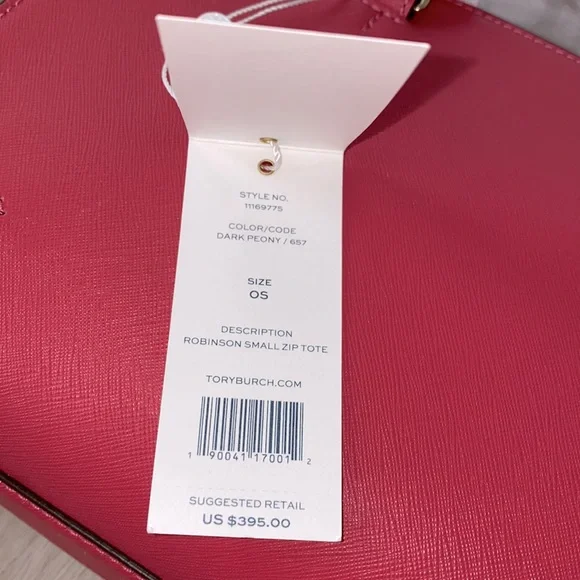 STYLE NO.
11169775
COLOR/CODE
DARK PEONY / 657
SIZE
OS
DESCRIPTION
ROBINSON SMALL ZIP TOTE
TORYBURCH.COM
1 90041 17001 2
SUGGESTED RETAIL
US $395.00